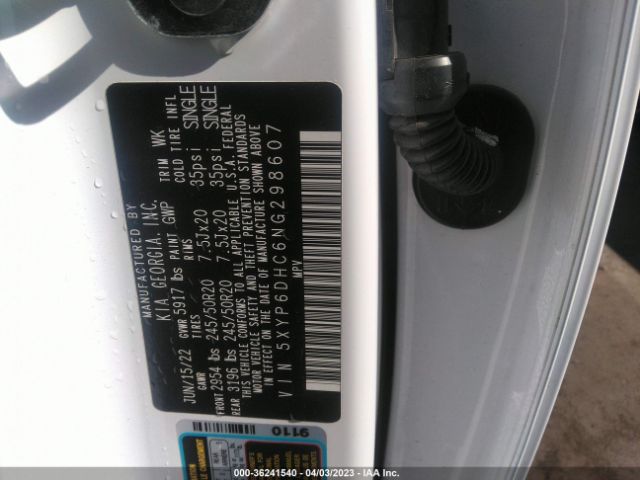 MANUFACTURED BY
KIA GEORGIA, INC.
JUN/15/22 GVWR 5917 lbs PAINT GWP TRIM WK
GAWR TIRES RIMS COLD TIRE INFL
FRONT 2954 lbs 245/50R20 7.5Jx20 35psi SINGLE
REAR 3196 lbs 245/50R20 7.5Jx20 35psi SINGLE
THIS VEHICLE CONFORMS TO ALL APPLICABLE U.S.A. FEDERAL
MOTOR VEHICLE SAFETY AND THEFT PREVENTION STANDARDS
IN EFFECT ON THE DATE OF MANUFACTURING SHOWN ABOVE
VIN 5XYP6DHC6NG298607
MPV
9110
000-36241540 - 04/03/2023 - IAA Inc.